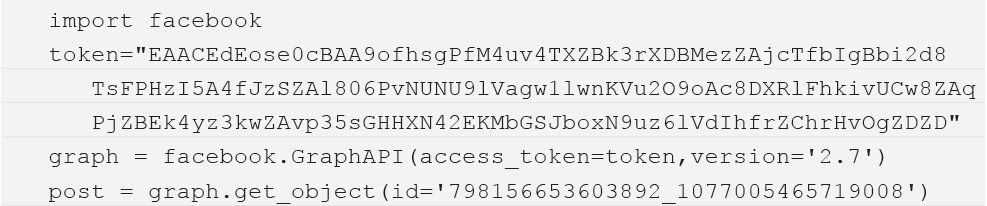 import facebook
token="EAACEdEose0cBAA9ofhsgPfM4uv4TXZBk3rXDBMezZAjcTfbIgBbi2d8
TsFPHzI5A4fJzSZAl806PvNUNU9lVagw1lwnKVu2O9oAc8DXRlFhkivUCw8ZAq
PjZBEk4yz3kwZAvp35sGHHXN42EKMbGSJboxN9uz6lVdIhfrZChrHvOgZDZD"
graph = facebook.GraphAPI(access_token=token,version='2.7')
post = graph.get_object(id='798156653603892_1077005465719008')